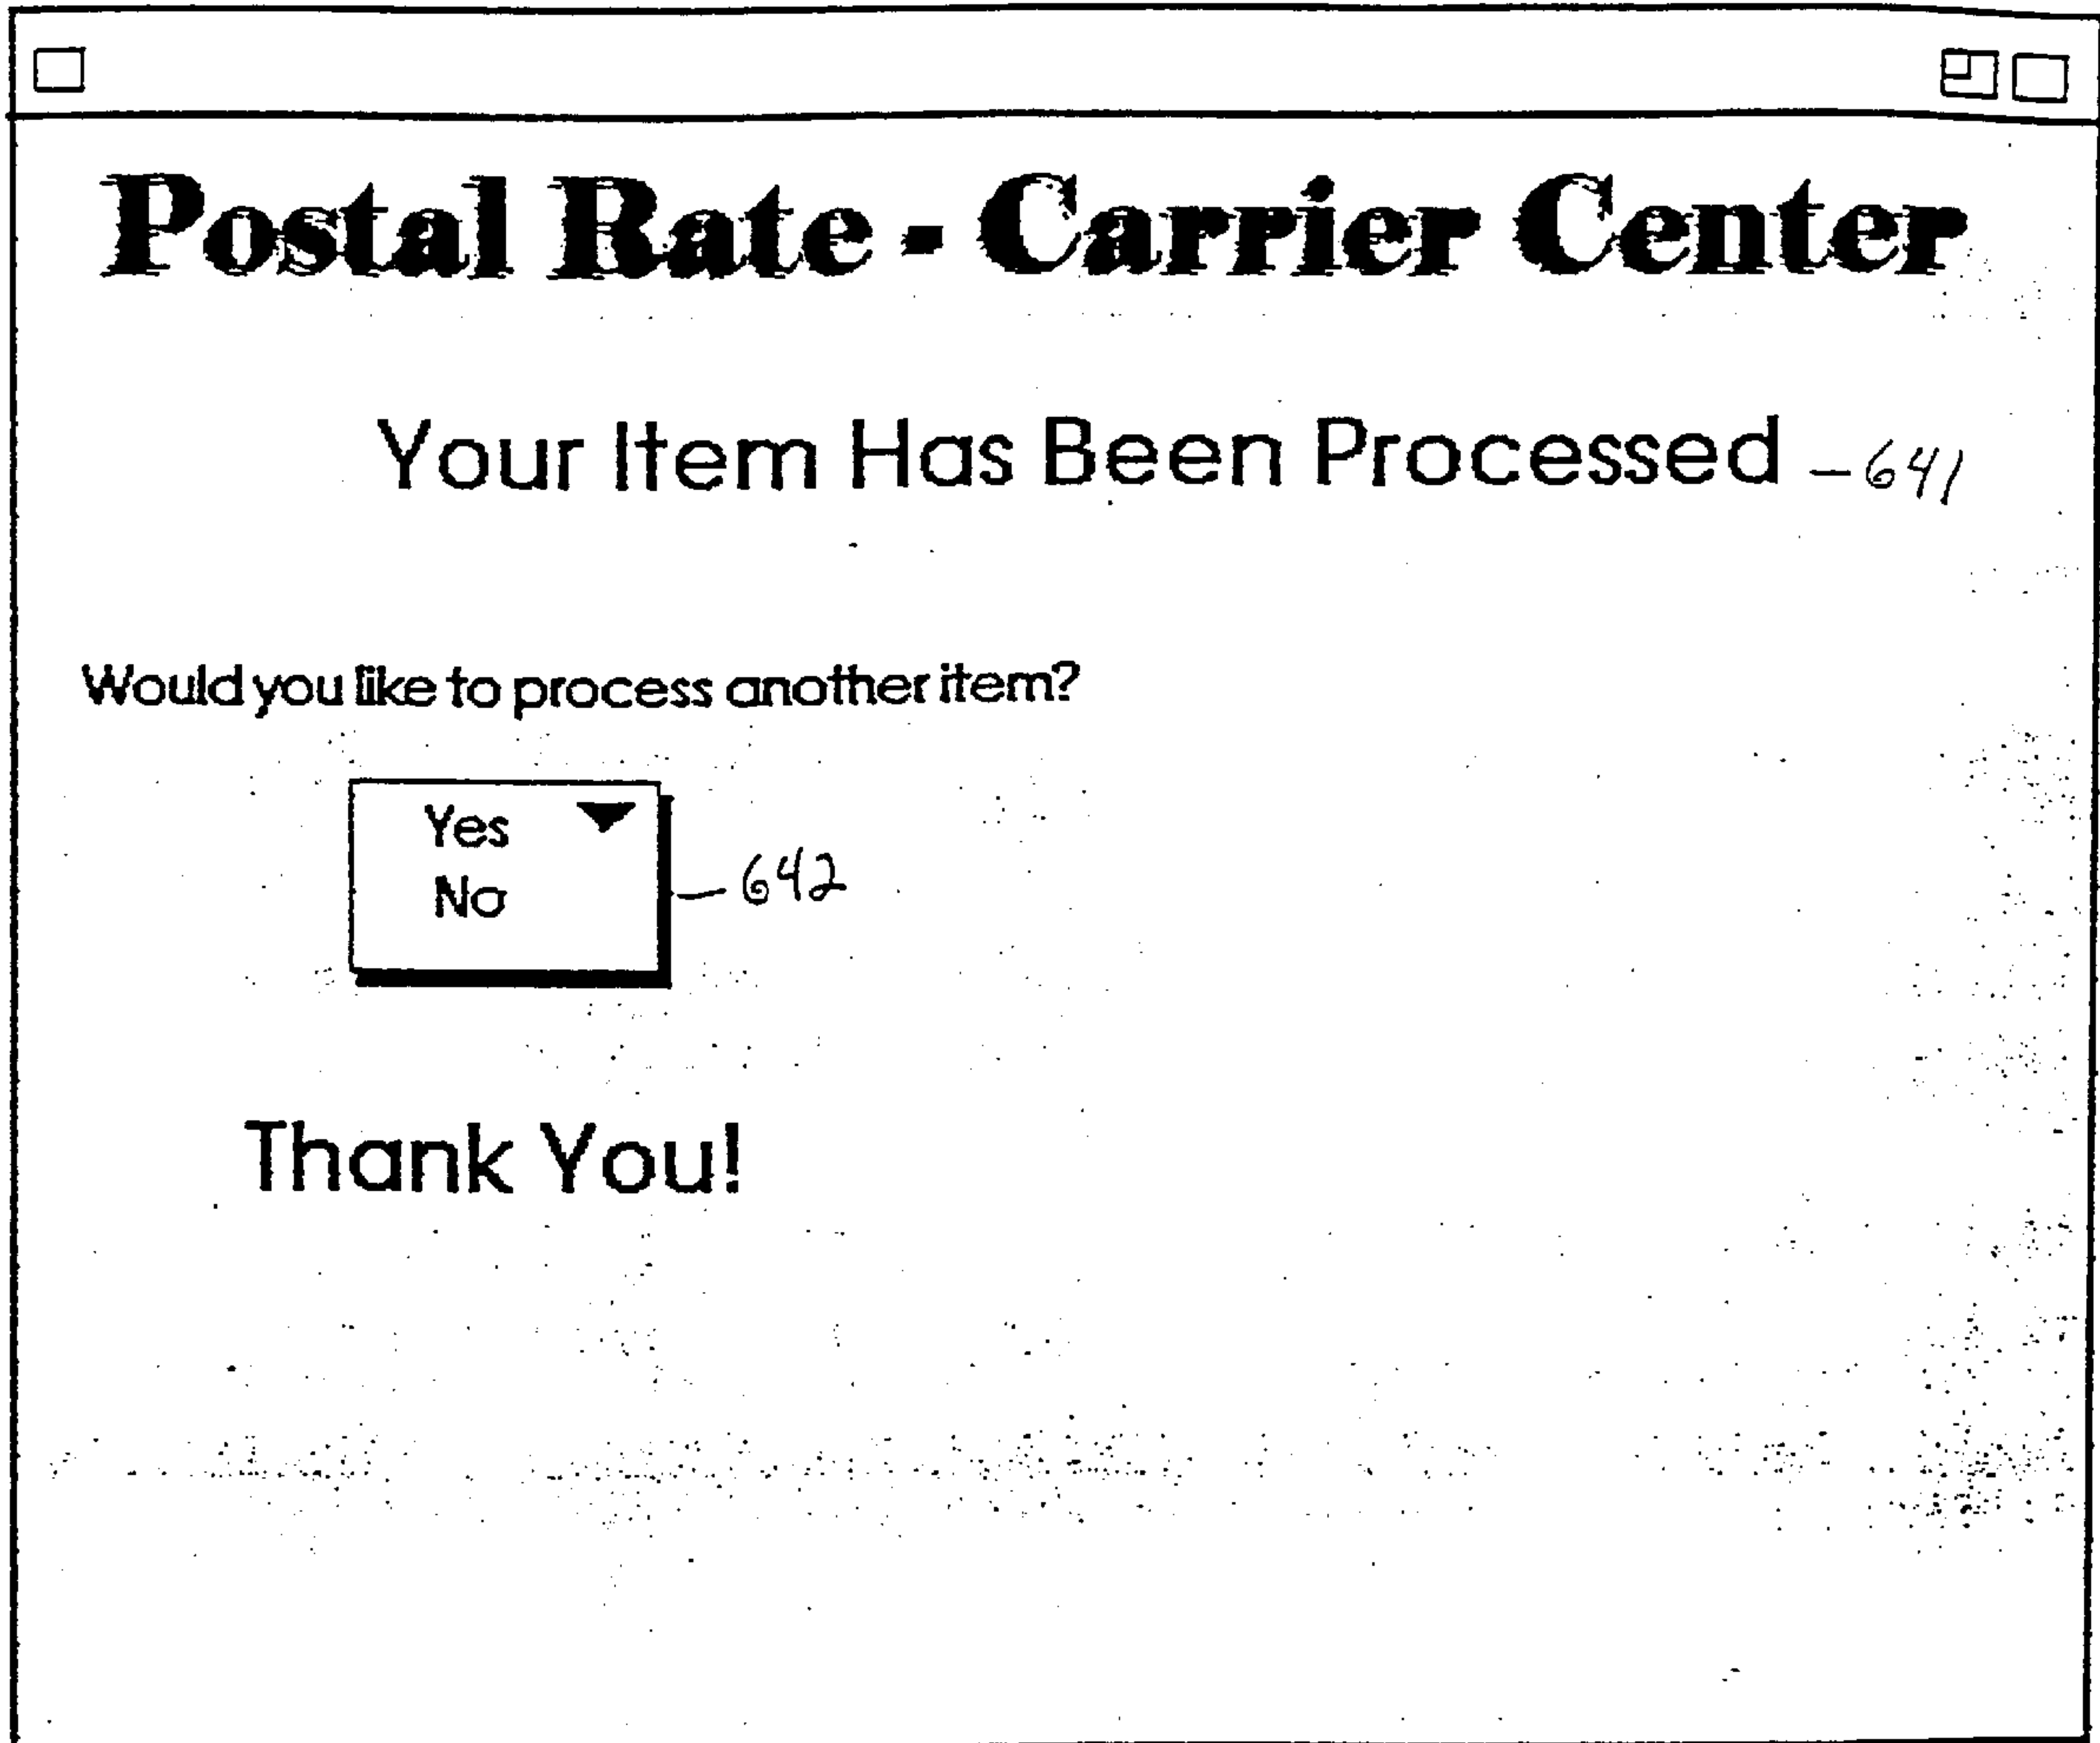 Postal Rate - Carrier Center
Your Item Has Been Processed - 641
Would you like to process another item?
Yes
No
642
Thank You!